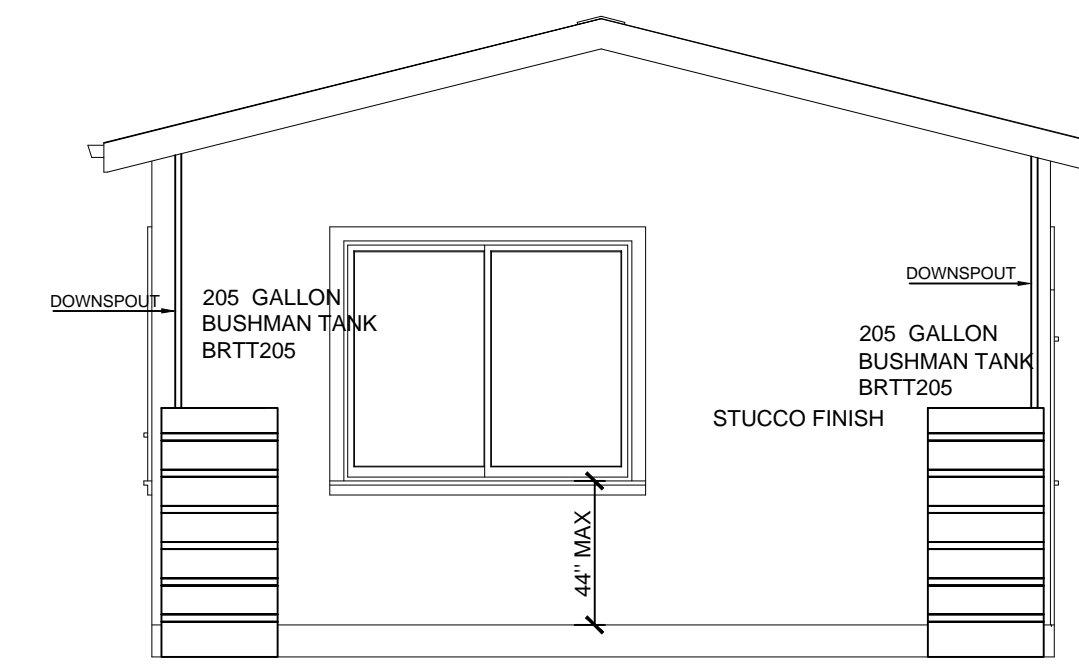 DOWNSPOUT
205 GALLON
BUSHMAN TANK
BRTT205
DOWNSPOUT
205 GALLON
BUSHMAN TANK
BRTT205
STUCCO FINISH
44" MAX